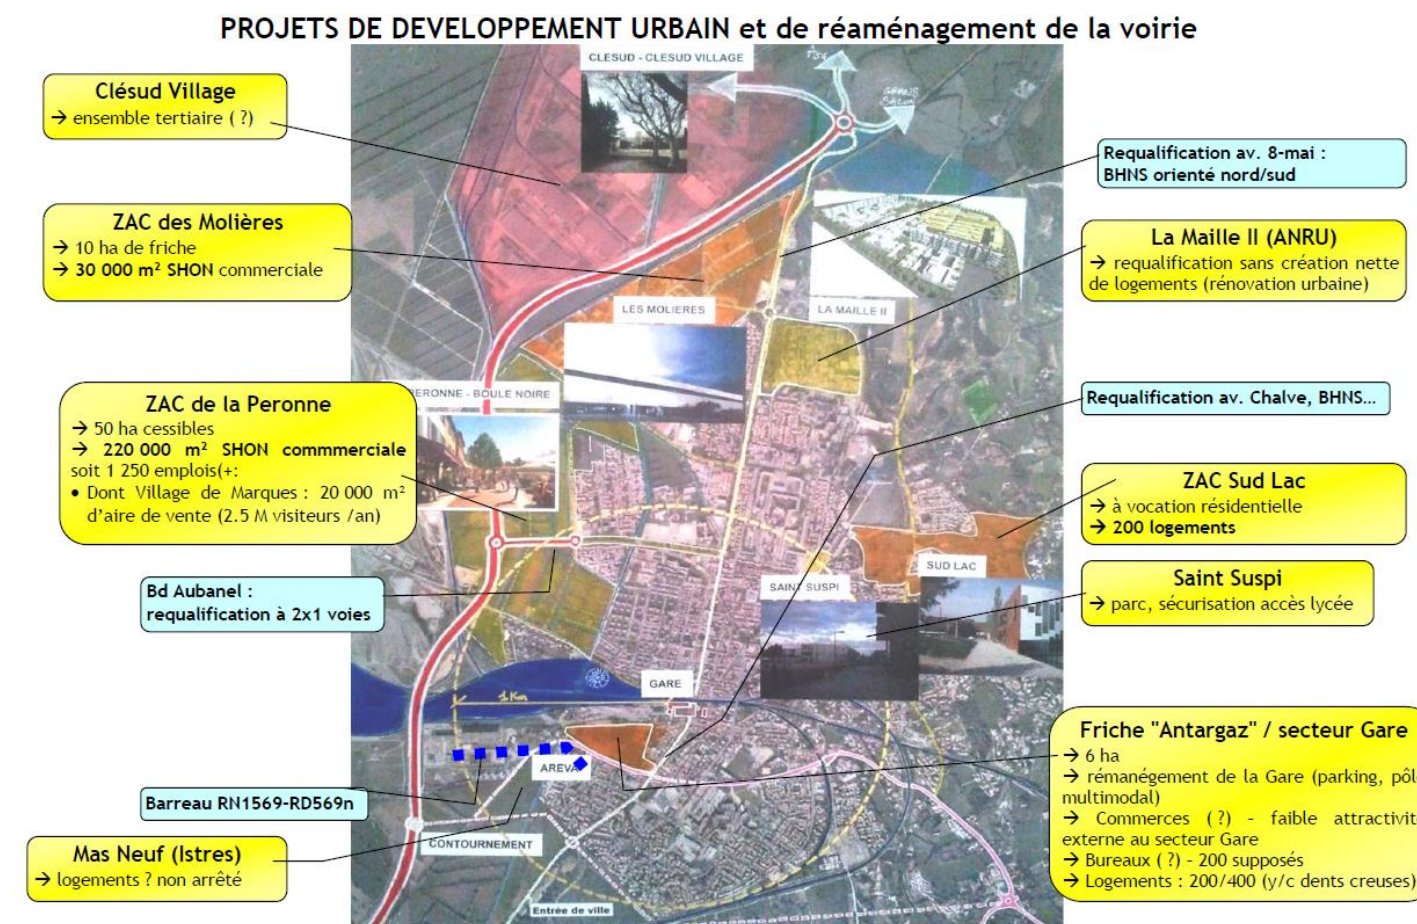 PROJETS DE DEVELOPPEMENT URBAIN et de réaménagement de la voirie
Clésud Village
→ ensemble tertiaire ( ?)
ZAC des Molières
→ 10 ha de friche
→ 30 000 m² SHON commerciale
ZAC de la Peronne
→ 50 ha cessibles
→ 220 000 m² SHON commmerciale
soit 1 250 emplois(+:
• Dont Village de Marques : 20 000 m²
d'aire de vente (2.5 M visiteurs /an)
Bd Aubanel :
requalification à 2x1 voies
Barreau RN1569-RD569n
Mas Neuf (Istres)
→ logements ? non arrêté
CLESUD - CLESUD VILLAGE
A54
GRANS
SALON
LES MOLIERES
LA MAILLE II
PERONNE - BOULE NOIRE
SAINT SUSPI
SUD LAC
GARE
1Km
AREVA
CONTOURNEMENT
Entrée de ville
Requalification av. 8-mai :
BHNS orienté nord/sud
La Maille II (ANRU)
→ requalification sans création nette
de logements (rénovation urbaine)
Requalification av. Chalve, BHNS...
ZAC Sud Lac
→ à vocation résidentielle
→ 200 logements
Saint Suspi
→ parc, sécurisation accès lycée
Friche "Antargaz" / secteur Gare
→ 6 ha
→ rémanégement de la Gare (parking, pôl
multimodal)
→ Commerces ( ?) - faible attractivit
externe au secteur Gare
→ Bureaux ( ?) - 200 supposés
→ Logements : 200/400 (y/c dents creuses)